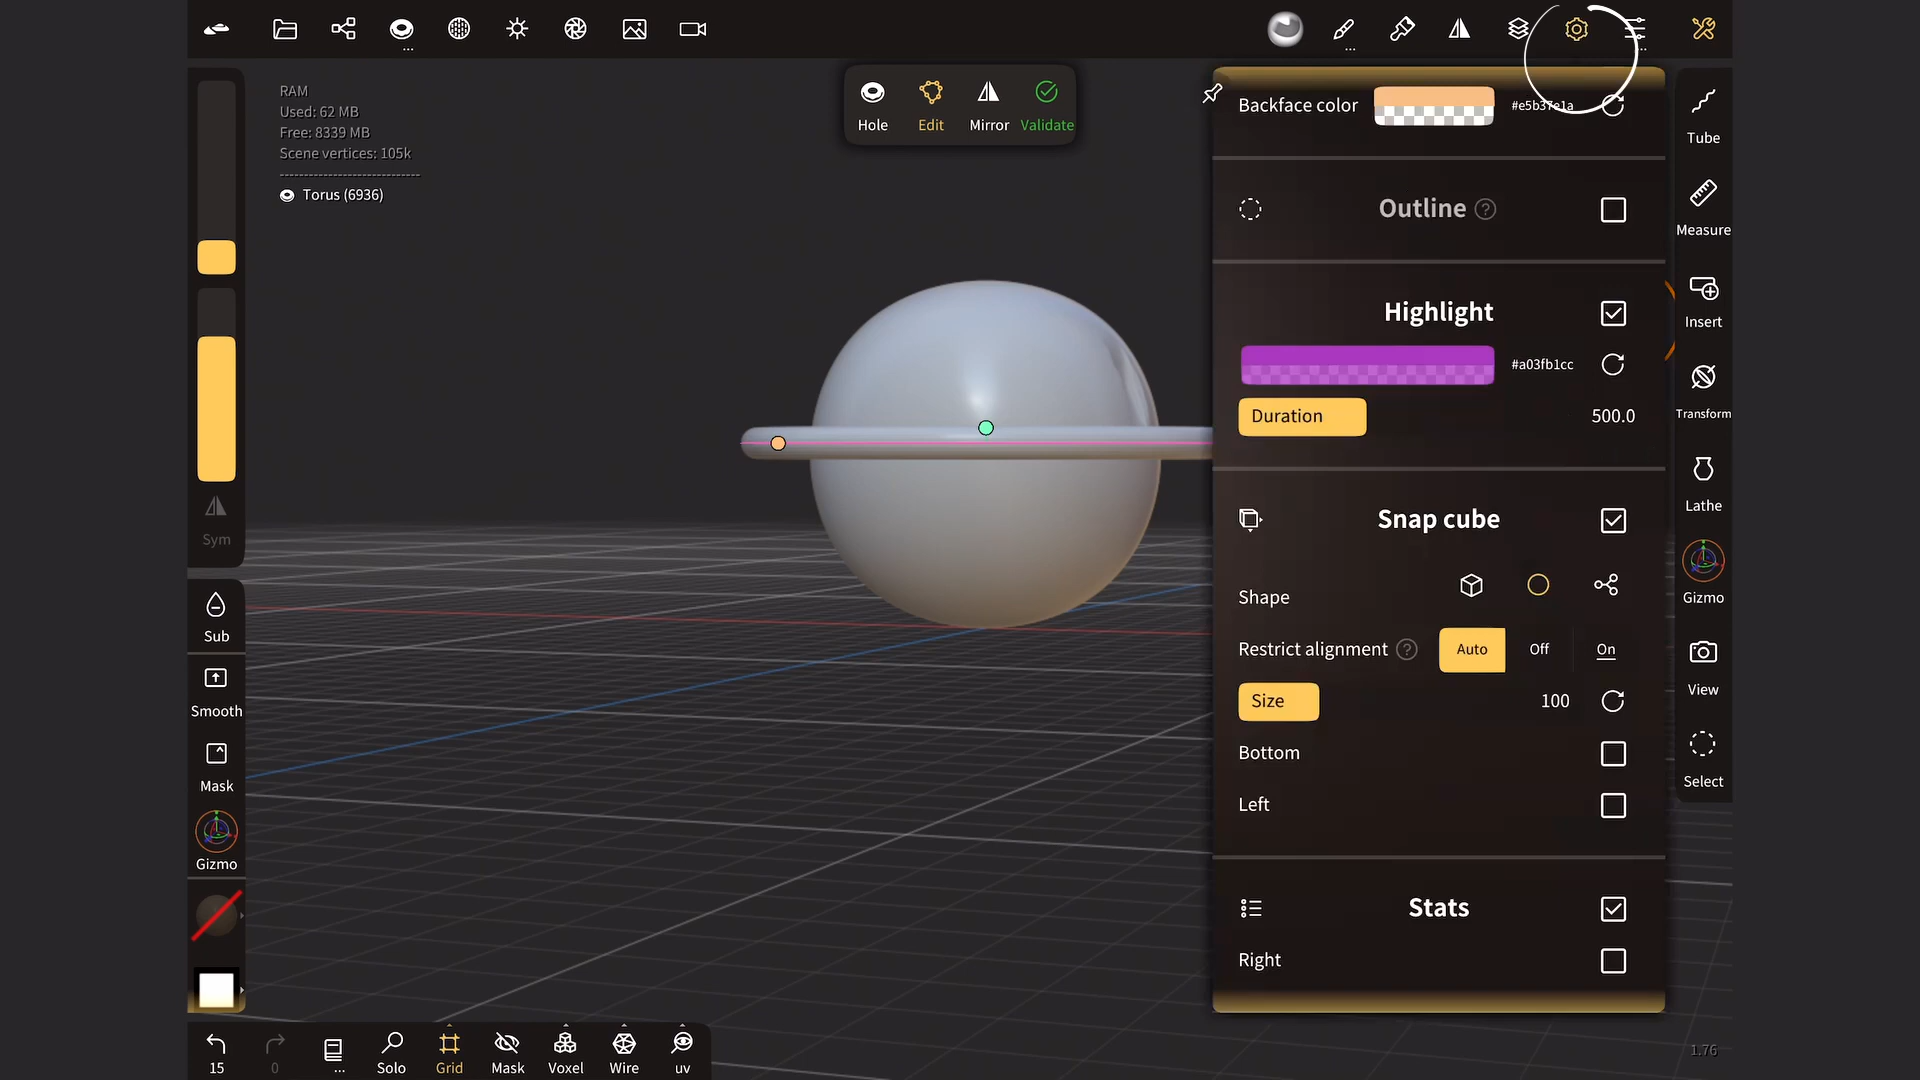 RAM
Used: 62 MB
Free: 8339 MB
Scene vertices: 105k
-----------------------------
Torus (6936)
Hole
Edit
Mirror
Validate
Backface color
#e5b37e1a
Outline ?
Highlight
#a03fb1cc
Duration
500.0
Snap cube
Shape
Restrict alignment ?
Auto
Off
On
Size
100
Bottom
Left
Stats
Right
Tube
Measure
Insert
Transform
Lathe
Gizmo
View
Select
Sym
Sub
Smooth
Mask
Gizmo
15
0
...
Solo
Grid
Mask
Voxel
Wire
uv
1.76